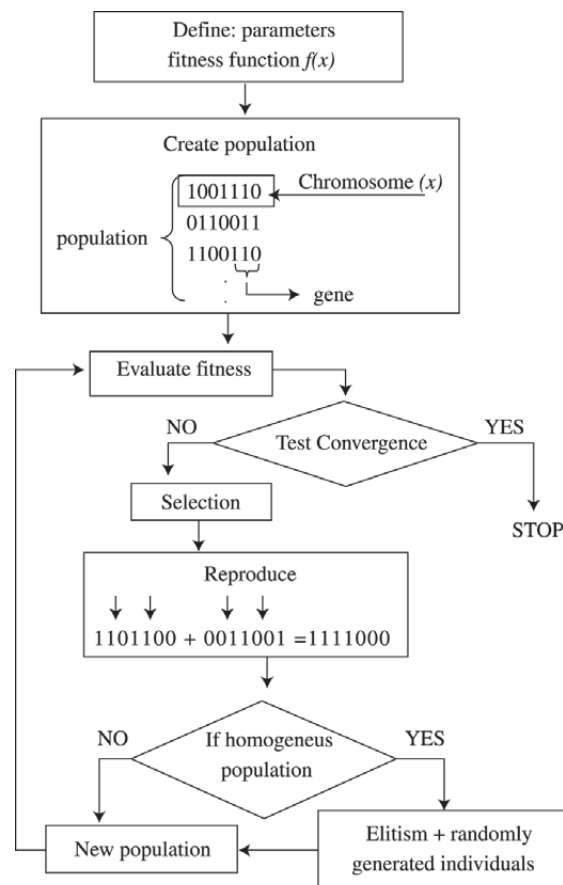 Define: parameters
fitness function f(x)
Create population
1001110
Chromosome (x)
0110011
population
1100110
.
.
gene
Evaluate fitness
NO
YES
Test Convergence
Selection
STOP
Reproduce
1101100 + 0011001 =1111000
NO
YES
If homogeneus
population
New population
Elitism + randomly
generated individuals